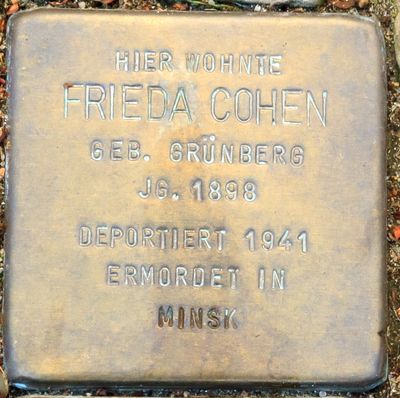 HIER WOHNTE
FRIEDA COHEN
GEB. GRÜNBERG
JG. 1898
DEPORTIERT 1941
ERMORDET IN
MINSK